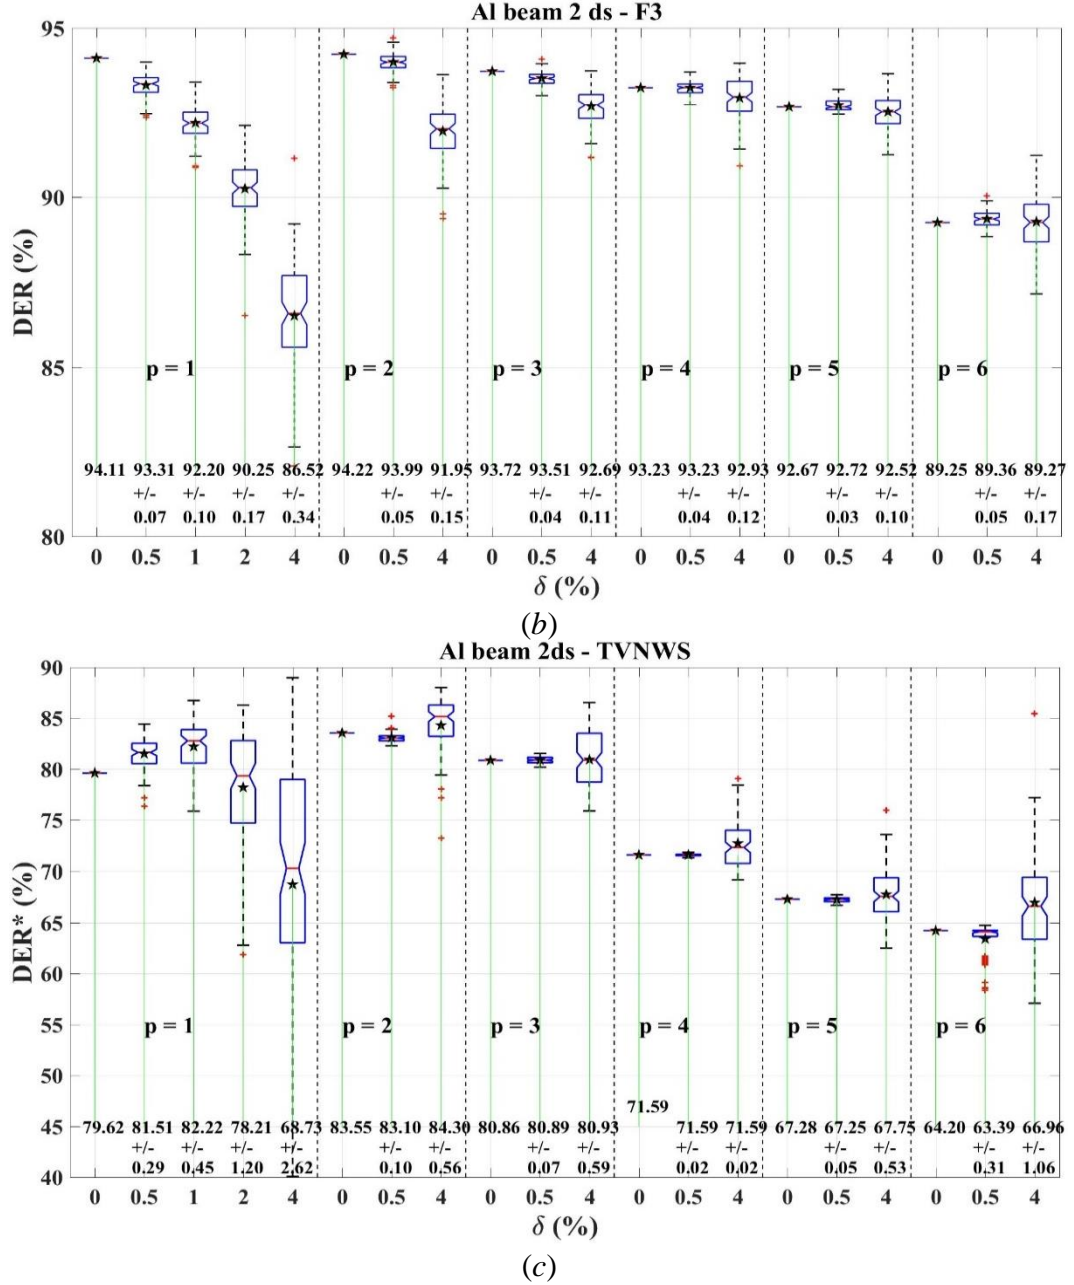 Al beam 2 ds - F3
95
90
85
80
DER (%)
p = 1 p = 2 p = 3 p = 4 p = 5 p = 6
94.11 93.31 92.20 90.25 86.52 94.22 93.99 91.95 93.72 93.51 92.69 93.23 93.23 92.93 92.67 92.72 92.52 89.25 89.36 89.27
+/- +/- +/- +/- +/- +/- +/- +/- +/- +/- +/- +/- +/- +/-
0.07 0.10 0.17 0.34 0.05 0.15 0.04 0.11 0.04 0.12 0.03 0.10 0.05 0.17
0 0.5 1 2 4 0 0.5 4 0 0.5 4 0 0.5 4 0 0.5 4 0 0.5 4
δ (%)
(b)
Al beam 2ds - TVNWS
90
85
80
75
70
65
60
55
50
45
40
DER* (%)
p = 1 p = 2 p = 3 p = 4 p = 5 p = 6
71.59
79.62 81.51 82.22 78.21 68.73 83.55 83.10 84.30 80.86 80.89 80.93 71.59 71.59 67.28 67.25 67.75 64.20 63.39 66.96
+/- +/- +/- +/- +/- +/- +/- +/- +/- +/- +/- +/- +/- +/-
0.29 0.45 1.20 2.62 0.10 0.56 0.07 0.59 0.02 0.02 0.05 0.53 0.31 1.06
0 0.5 1 2 4 0 0.5 4 0 0.5 4 0 0.5 4 0 0.5 4 0 0.5 4
δ (%)
(c)